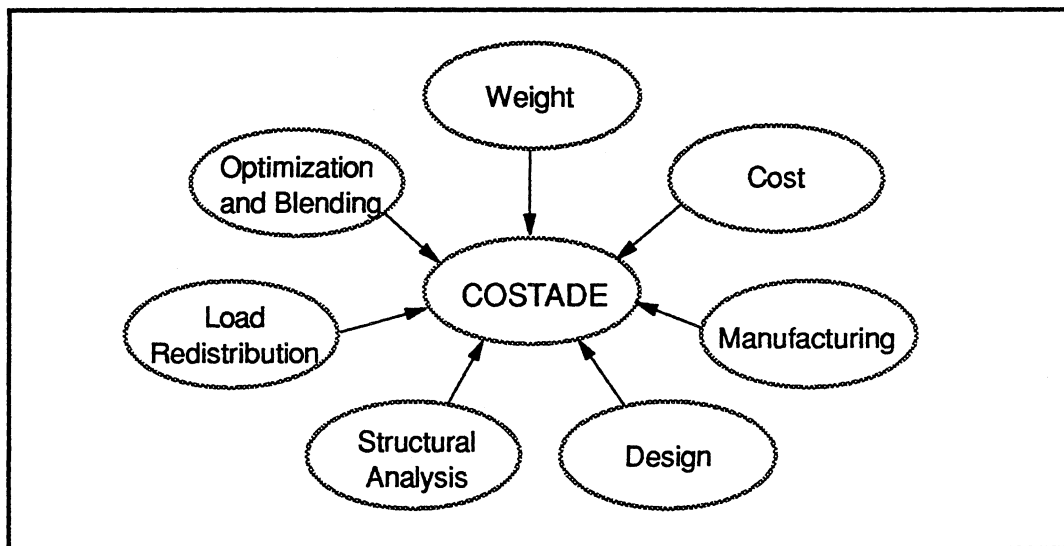 Weight
Optimization
and Blending
Cost
COSTADE
Load
Redistribution
Manufacturing
Structural
Analysis
Design